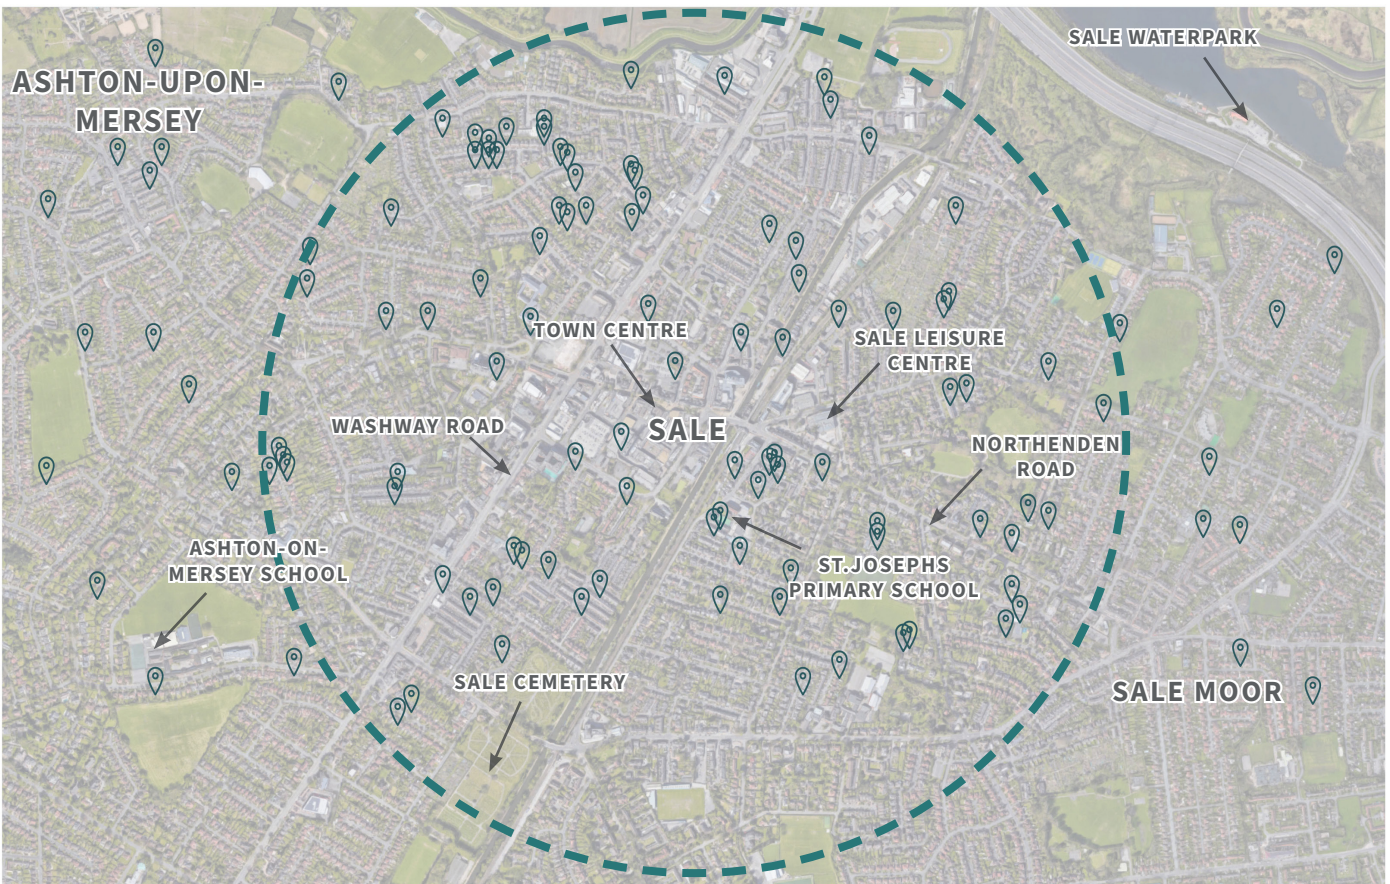 SALE WATERPARK
ASHTON-UPON-
MERSEY
TOWN CENTRE
SALE LEISURE
CENTRE
WASHWAY ROAD
SALE
NORTHENDEN
ROAD
ASHTON-ON-
MERSEY SCHOOL
ST.JOSEPHS
PRIMARY SCHOOL
SALE CEMETERY
SALE MOOR